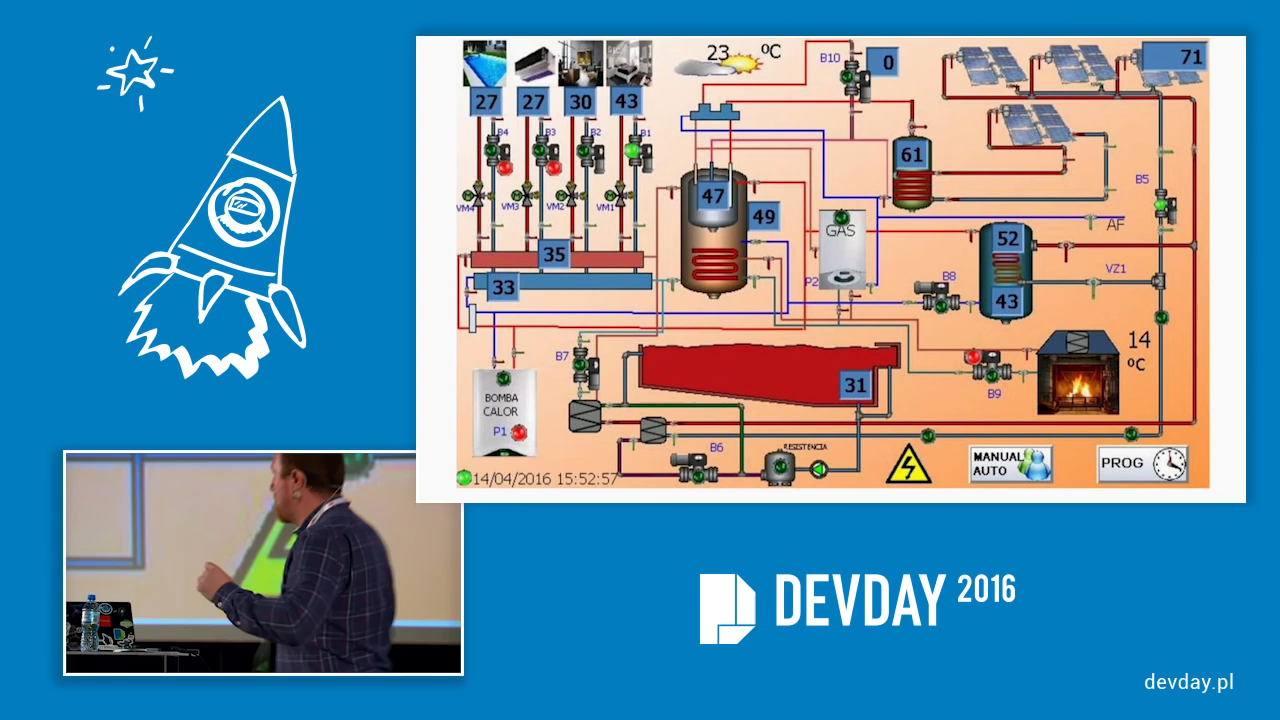 23 ºC
B10
0
71
27
27
30
43
B4
B3
B2
B1
61
B5
47
VM4
VM3
VM2
VM1
49
GAS
AF
52
35
33
P2
B8
VZ1
43
B7
14
ºC
31
B9
BOMBA
CALOR
P1
B6
RESISTENCIA
MANUAL
AUTO
PROG
14/04/2016 15:52:57
DEVDAY 2016
devday.pl